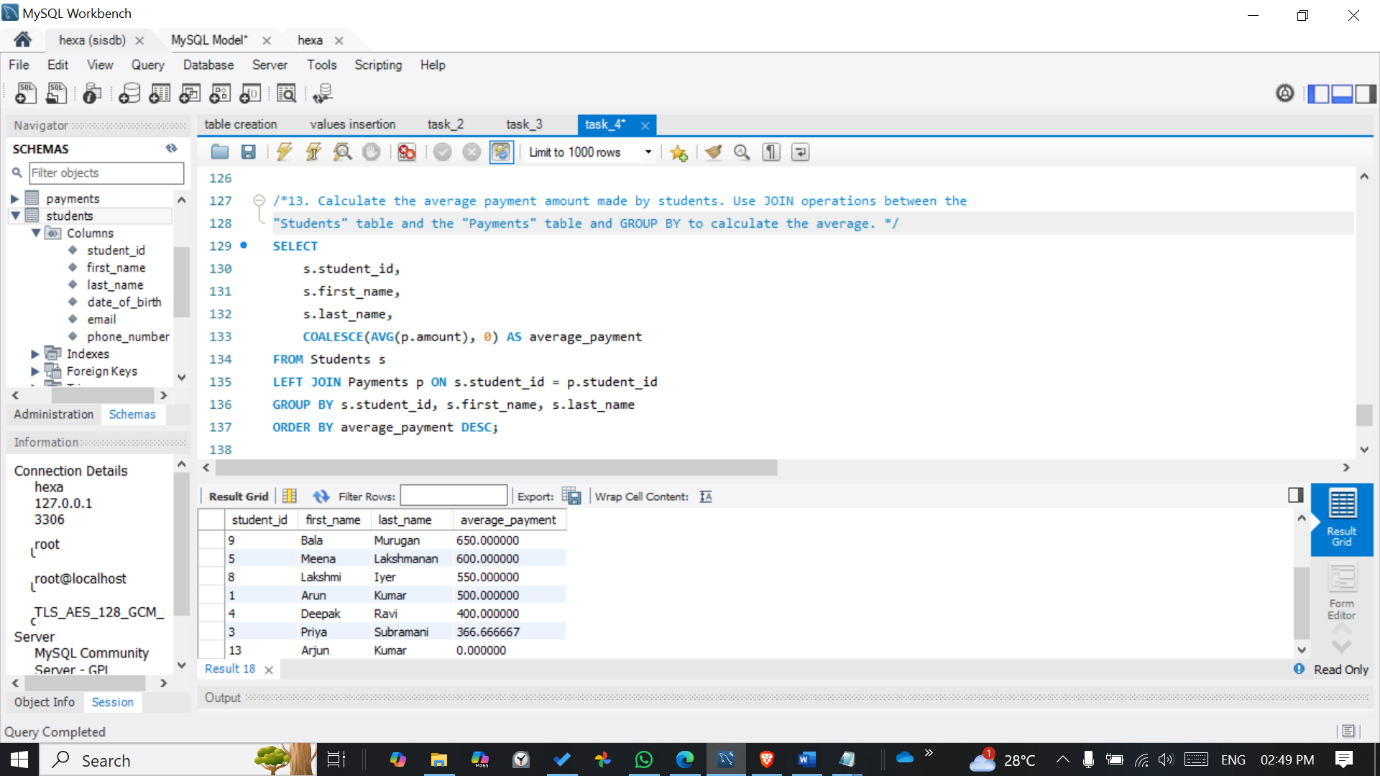 MySQL Workbench
hexa (sisdb)
MySQL Model*
hexa
File Edit View Query Database Server Tools Scripting Help
Navigator
SCHEMAS
Filter objects
payments
students
Columns
student_id
first_name
last_name
date_of_birth
email
phone_number
Indexes
Foreign Keys
Administration Schemas
Information
Connection Details
hexa
127.0.0.1
3306
root
root@localhost
TLS_AES_128_GCM_
Server
MySQL Community
Server - GPL
Object Info Session
table creation values insertion task_2 task_3 task_4*
Limit to 1000 rows
126
127 /*13. Calculate the average payment amount made by students. Use JOIN operations between the
128 "Students" table and the "Payments" table and GROUP BY to calculate the average. */
129 SELECT
130 s.student_id,
131 s.first_name,
132 s.last_name,
133 COALESCE(AVG(p.amount), 0) AS average_payment
134 FROM Students s
135 LEFT JOIN Payments p ON s.student_id = p.student_id
136 GROUP BY s.student_id, s.first_name, s.last_name
137 ORDER BY average_payment DESC;
138
Result Grid Filter Rows: Export: Wrap Cell Content:
student_id first_name last_name average_payment
9 Bala Murugan 650.000000
5 Meena Lakshmanan 600.000000
8 Lakshmi Iyer 550.000000
1 Arun Kumar 500.000000
4 Deepak Ravi 400.000000
3 Priya Subramani 366.666667
13 Arjun Kumar 0.000000
Result Grid
Form Editor
Result 18
Read Only
Output
Query Completed
Search
1
28°C
ENG
02:49 PM